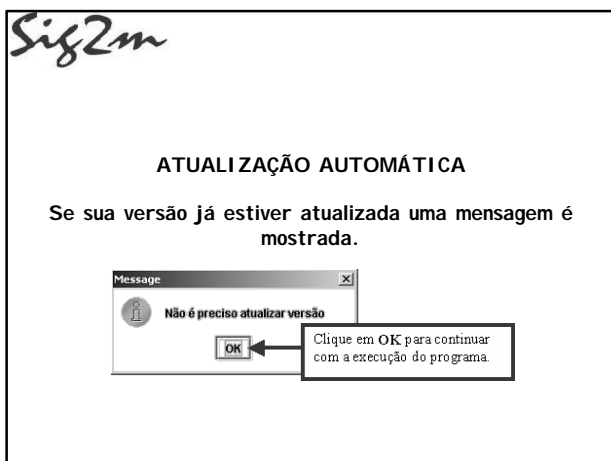 Sig2m
ATUALIZAÇÃO AUTOMÁTICA
Se sua versão já estiver atualizada uma mensagem é
mostrada.
Message
Não é preciso atualizar versão
OK
Clique em OK para continuar
com a execução do programa.